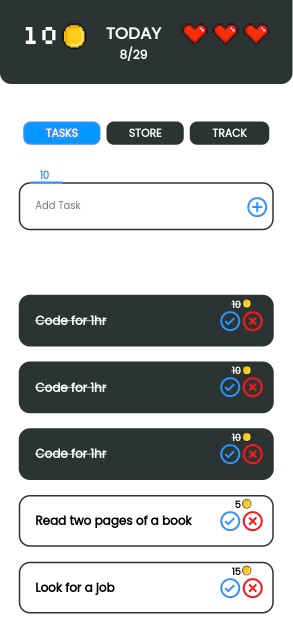 10
TODAY
8/29
TASKS
STORE
TRACK
10
Add Task
10
Code for 1hr
10
Code for 1hr
10
Code for 1hr
5
Read two pages of a book
15
Look for a job